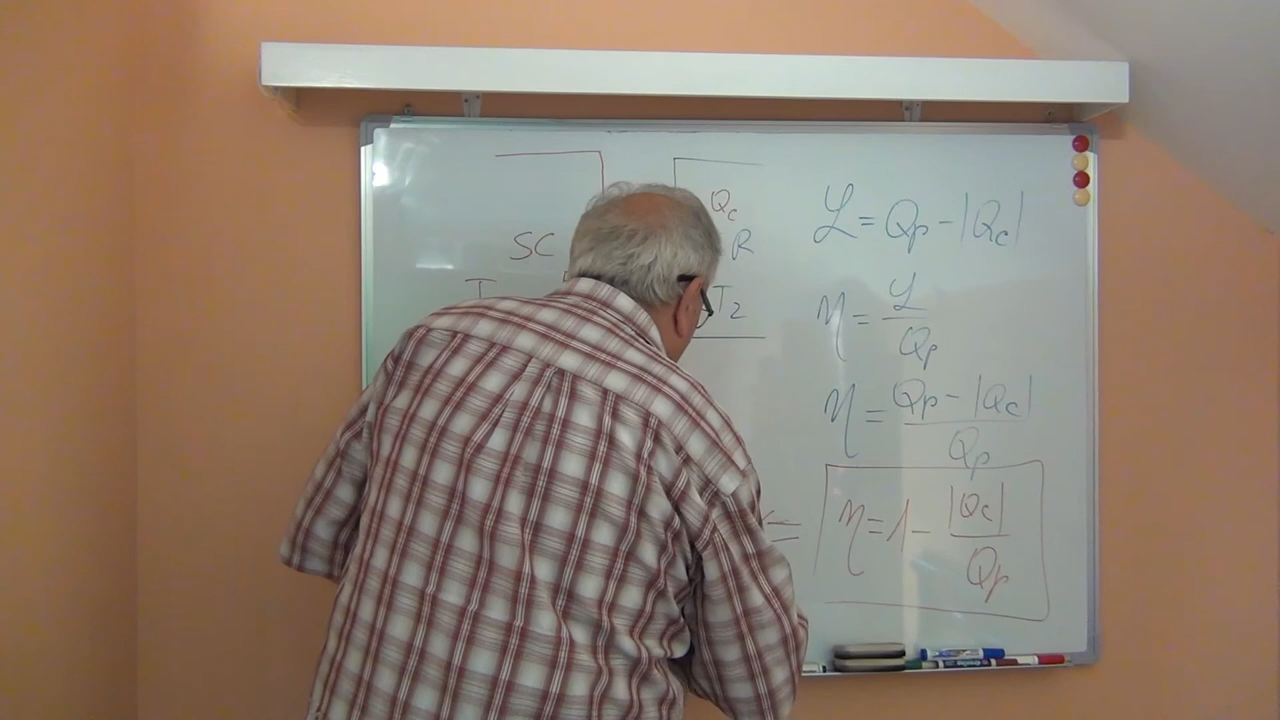 Qc
SC
R
T
T2
L = Qp - |Qc|
η = L / Qp
η = (Qp - |Qc|) / Qp
η = 1 - |Qc| / Qp